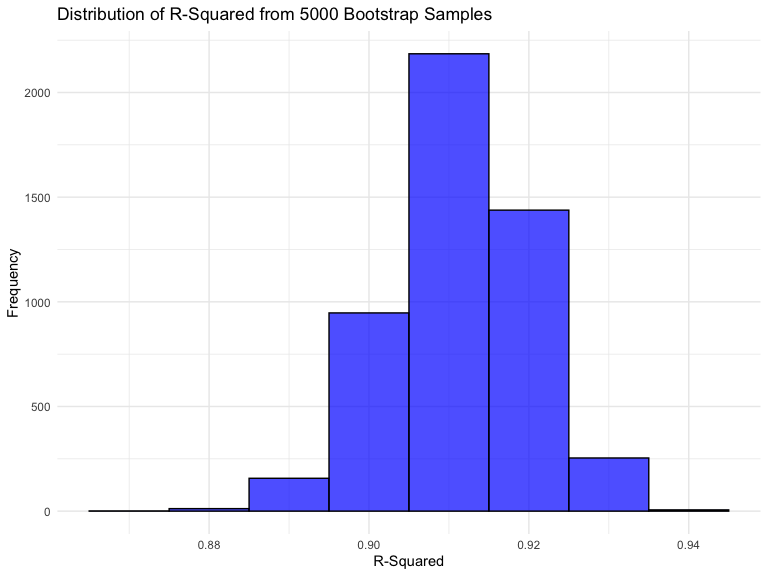 Distribution of R-Squared from 5000 Bootstrap Samples
Frequency
2000
1500
1000
500
0
0.88 0.90 0.92 0.94
R-Squared